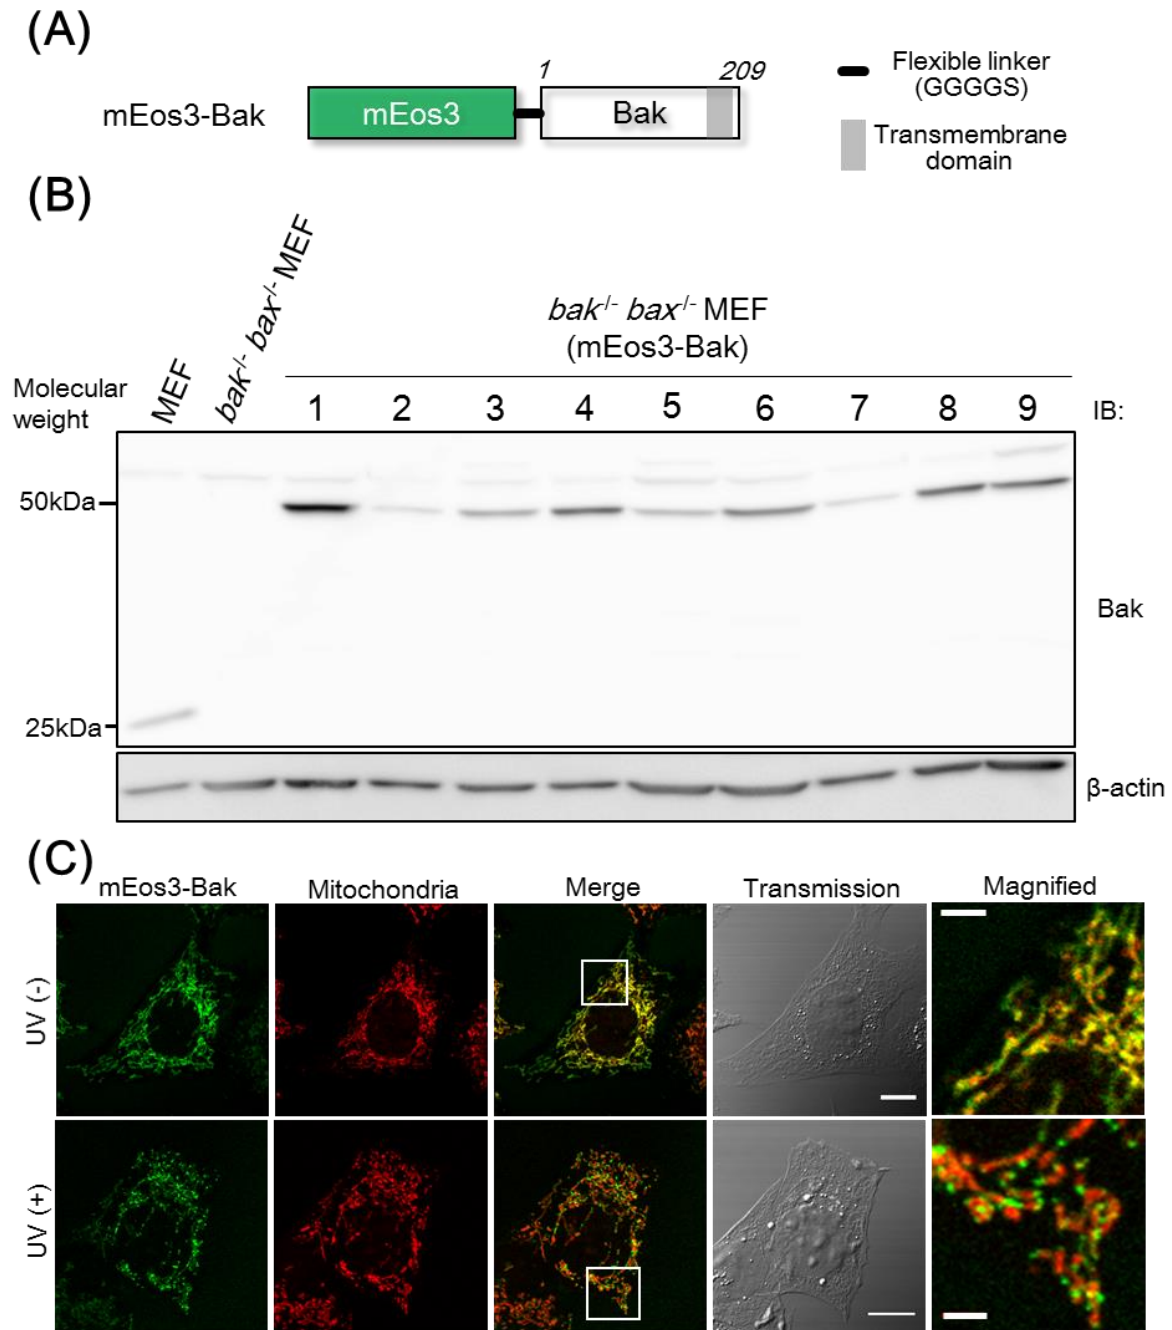 (A)
1
209
mEos3-Bak
mEos3
Bak
Flexible linker
(GGGGS)
Transmembrane
domain
(B)
Molecular
weight
MEF
bak-/- bax-/- MEF
bak-/- bax-/- MEF
(mEos3-Bak)
1 2 3 4 5 6 7 8 9
IB:
50kDa
Bak
25kDa
β-actin
(C)
mEos3-Bak
Mitochondria
Merge
Transmission
Magnified
UV (-)
UV (+)